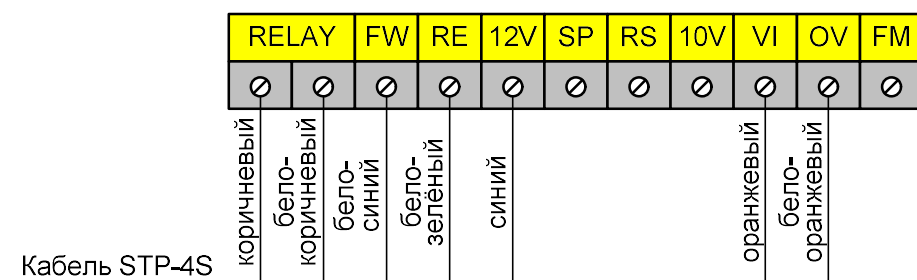 RELAY FW RE 12V SP RS 10V VI OV FM
коричневый
бело-
коричневый
бело-
синий
бело-
зелёный
синий
оранжевый
бело-
оранжевый
Кабель STP-4S